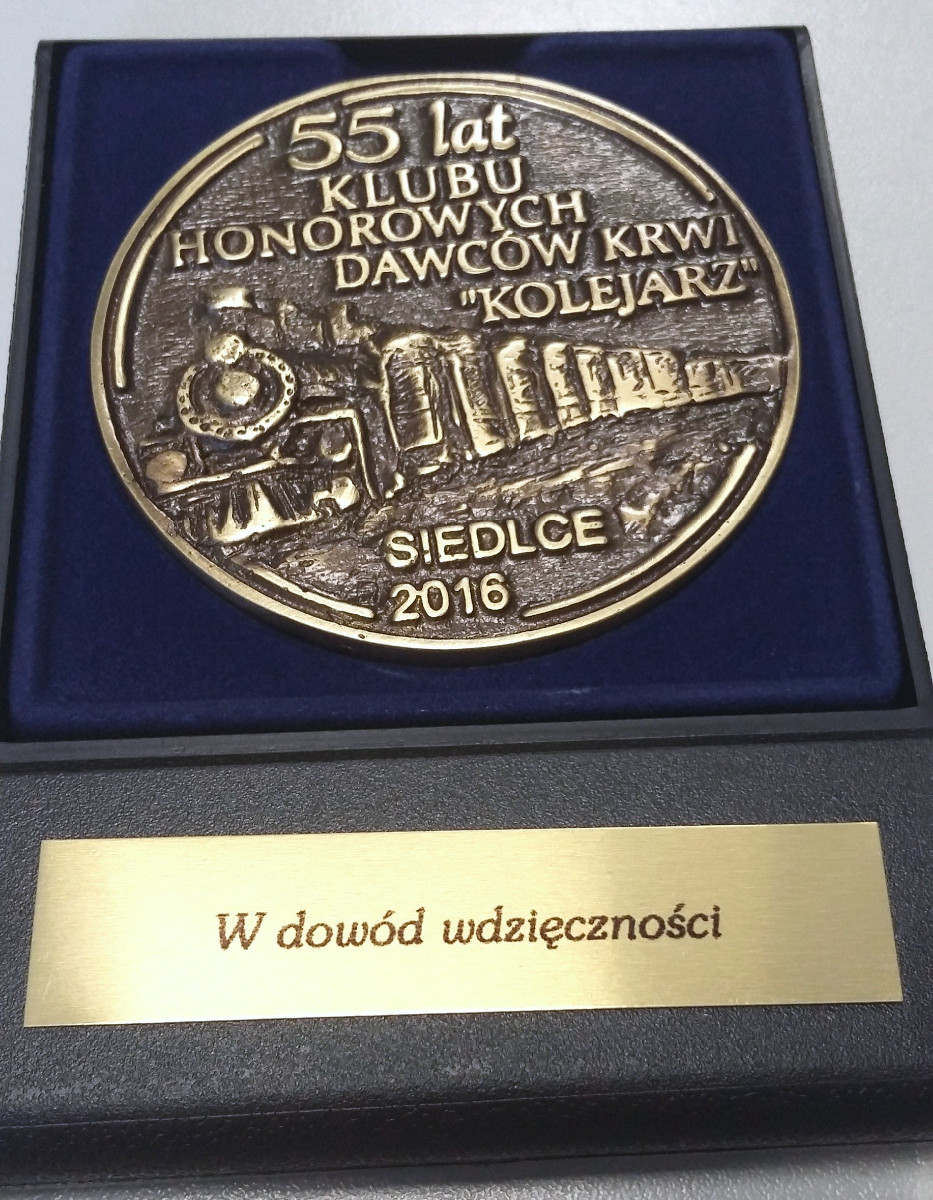 55 lat
KLUBU
HONOROWYCH
DAWCÓW KRWI
"KOLEJARZ"
SIEDLCE
2016
W dowód wdzięczności